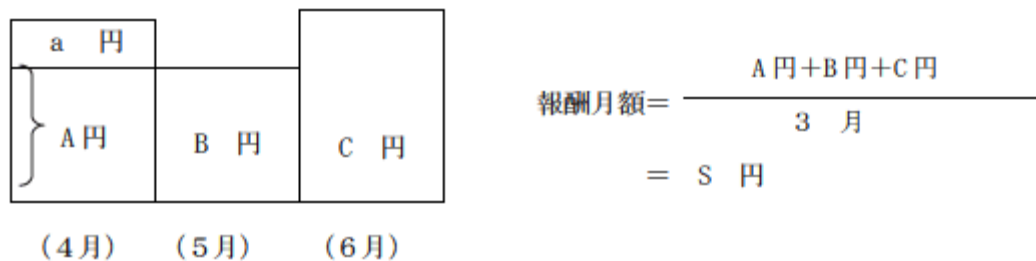 a 円
A円
B 円
C 円
(4月)
(5月)
(6月)
報酬月額＝
A円＋B円＋C円
3 月
＝ S 円